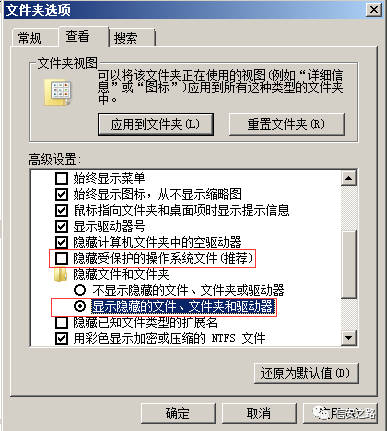 文件夹选项
常规
查看
搜索
文件夹视图
可以将该文件夹正在使用的视图(例如“详细信
息”或“图标”)应用到所有这种类型的文件夹
中。
应用到文件夹(L)
重置文件夹(R)
高级设置:
始终显示菜单
始终显示图标，从不显示缩略图
鼠标指向文件夹和桌面项时显示提示信息
显示驱动器号
隐藏计算机文件夹中的空驱动器
隐藏受保护的操作系统文件(推荐)
隐藏文件和文件夹
不显示隐藏的文件、文件夹或驱动器
显示隐藏的文件、文件夹和驱动器
隐藏已知文件类型的扩展名
用彩色显示加密或压缩的 NTFS 文件
还原为默认值(D)
确定
取消
信安之路